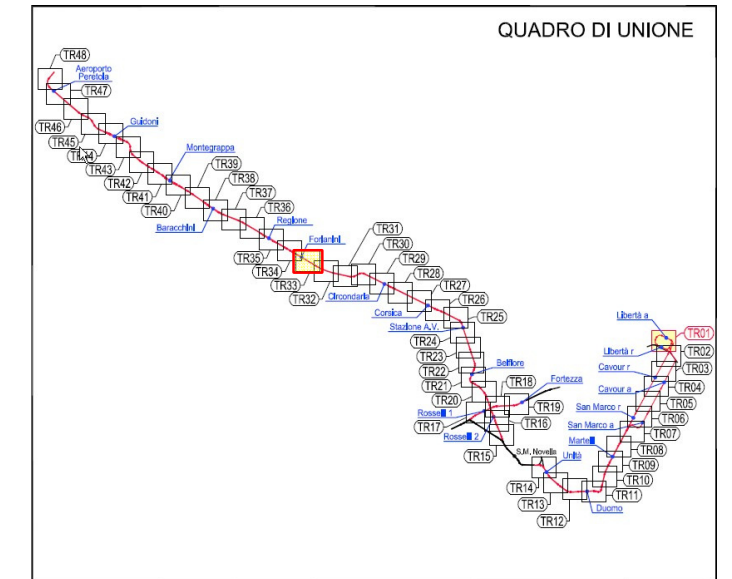 QUADRO DI UNIONE
TR48
Aeroporto
Peretola
TR47
TR46
Guidoni
TR45
TR43
Montegrappa
TR42
TR41
TR40
TR39
TR38
TR37
TR36
Baracchini
Regione
TR35
Forlanini
TR34
TR33
TR32
TR31
TR30
TR29
TR28
Circondaria
TR27
TR26
Corsica
TR25
Stazione A.V.
TR24
TR23
TR22
Belfiore
TR21
TR20
TR18
Fortezza
TR19
Rosselli 1
TR17
TR16
Rosselli 2
TR15
S.M. Novella
Unità
TR14
TR13
TR12
Duomo
TR11
TR10
TR09
TR08
Martelli
TR07
San Marco a
TR06
San Marco r
TR05
Cavour a
TR04
Cavour r
TR03
Libertà r
TR02
TR01
Libertà a